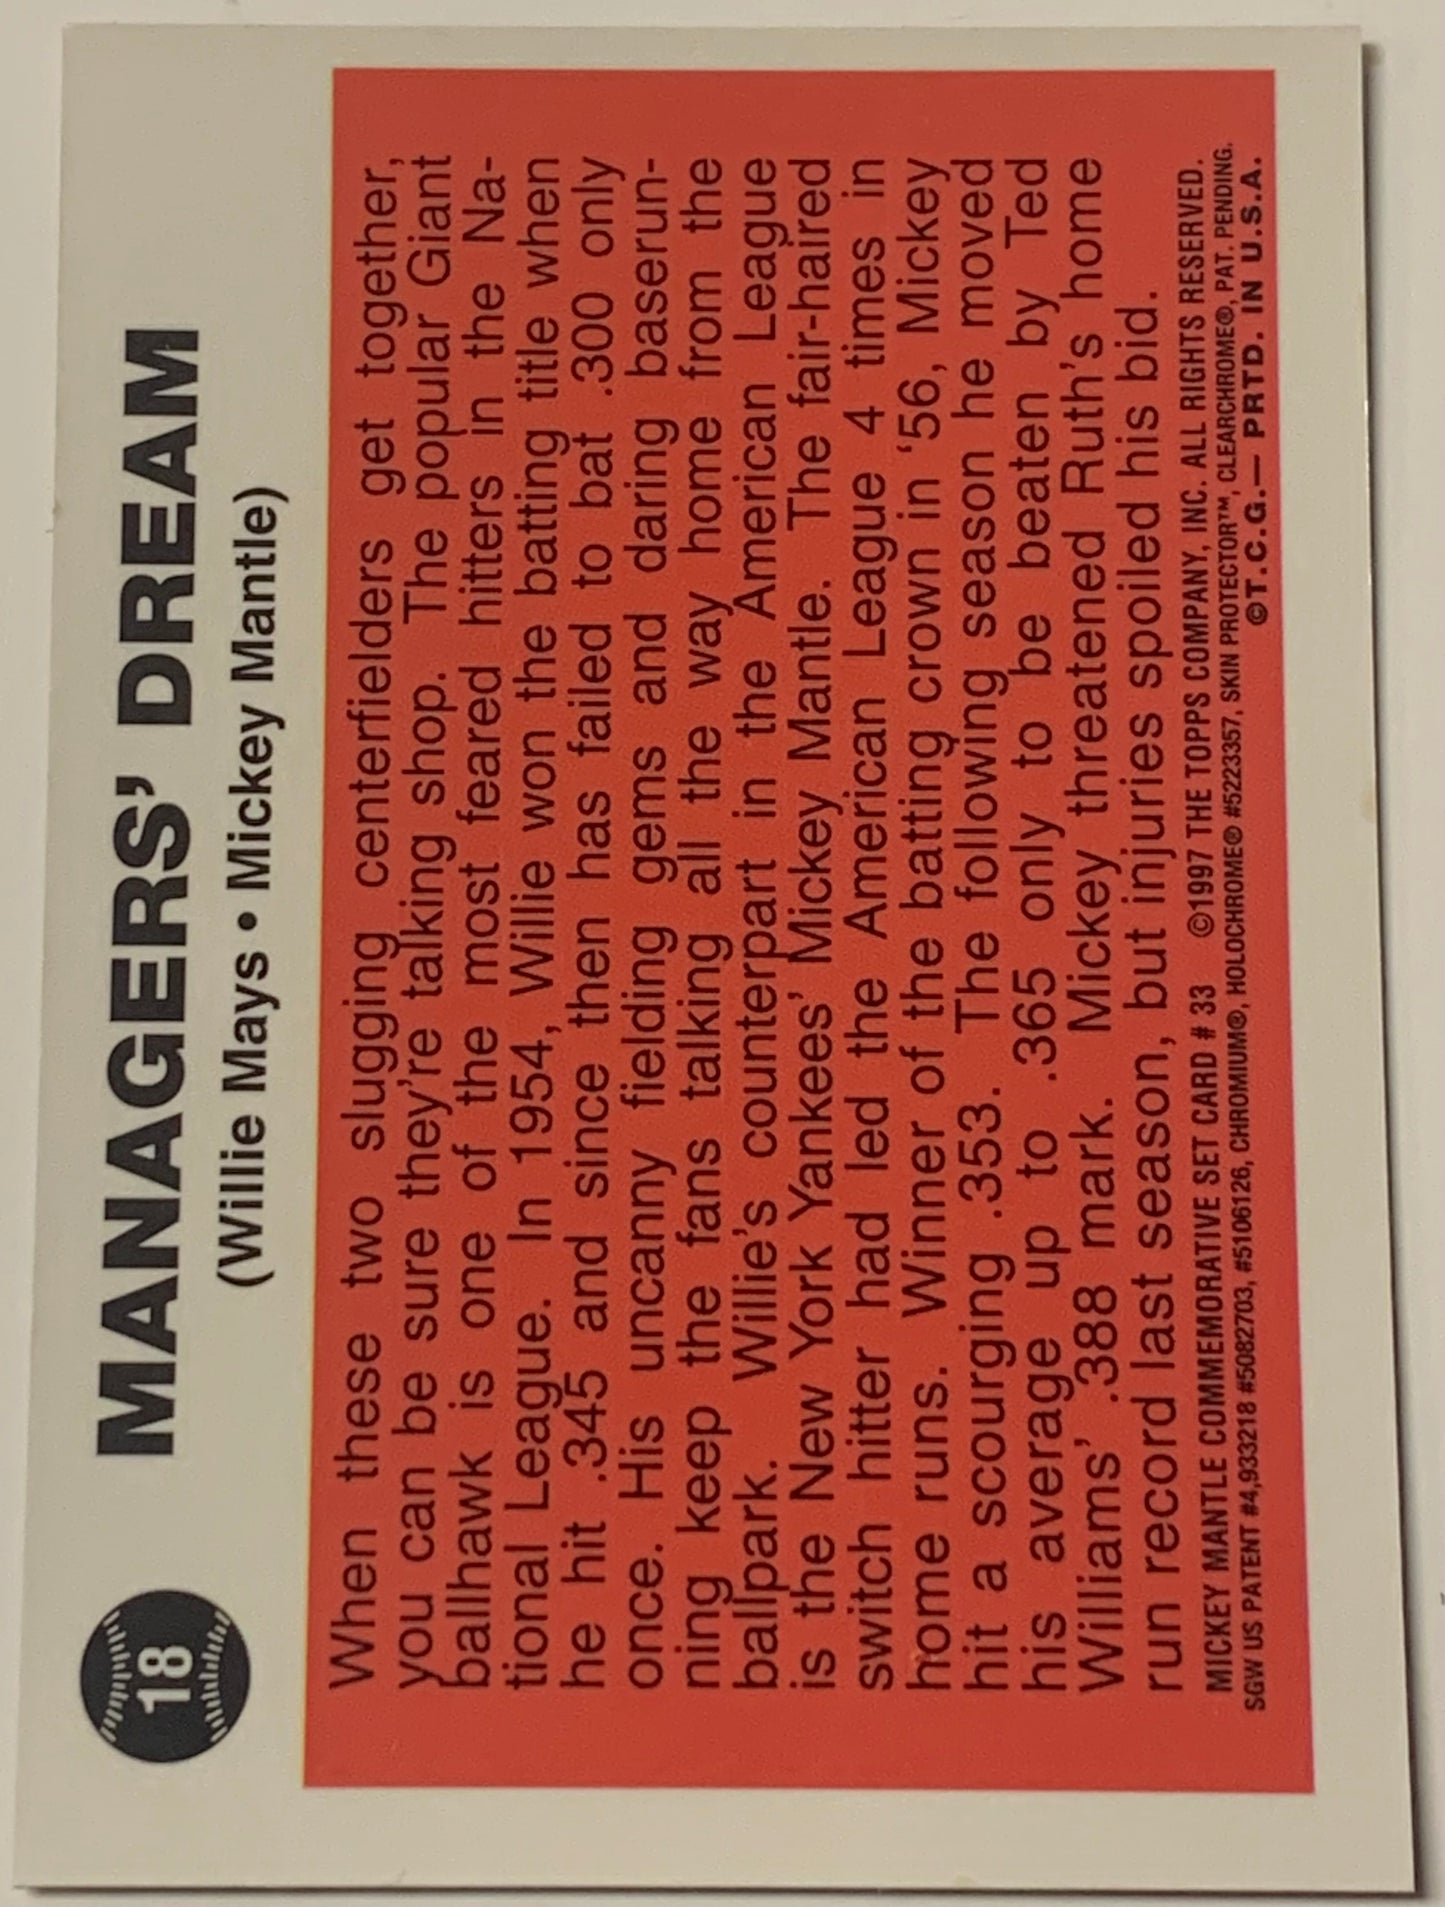 18
MANAGERS' DREAM
(Willie Mays • Mickey Mantle)
When these two slugging centerfielders get together,
you can be sure they're talking shop. The popular Giant
ballhawk is one of the most feared hitters in the Na-
tional League. In 1954, Willie won the batting title when
he hit .345 and since then has failed to bat .300 only
once. His uncanny fielding gems and daring baserun-
ning keep the fans talking all the way home from the
ballpark. Willie's counterpart in the American League
is the New York Yankees' Mickey Mantle. The fair-haired
switch hitter had led the American League 4 times in
home runs. Winner of the batting crown in '56, Mickey
hit a scourging .353. The following season he moved
his average up to .365 only to be beaten by Ted
Williams' .388 mark. Mickey threatened Ruth's home
run record last season, but injuries spoiled his bid.
MICKEY MANTLE COMMEMORATIVE SET CARD # 33 ©1997 THE TOPPS COMPANY, INC. ALL RIGHTS RESERVED.
SGW US PATENT #4,933218 #5082703, #5106126, CHROMIUM®, HOLOCHROME® #5223357, SKIN PROTECTOR™, CLEARCHROME®, PAT. PENDING.
©T.C.G.— PRTD. IN U.S.A.